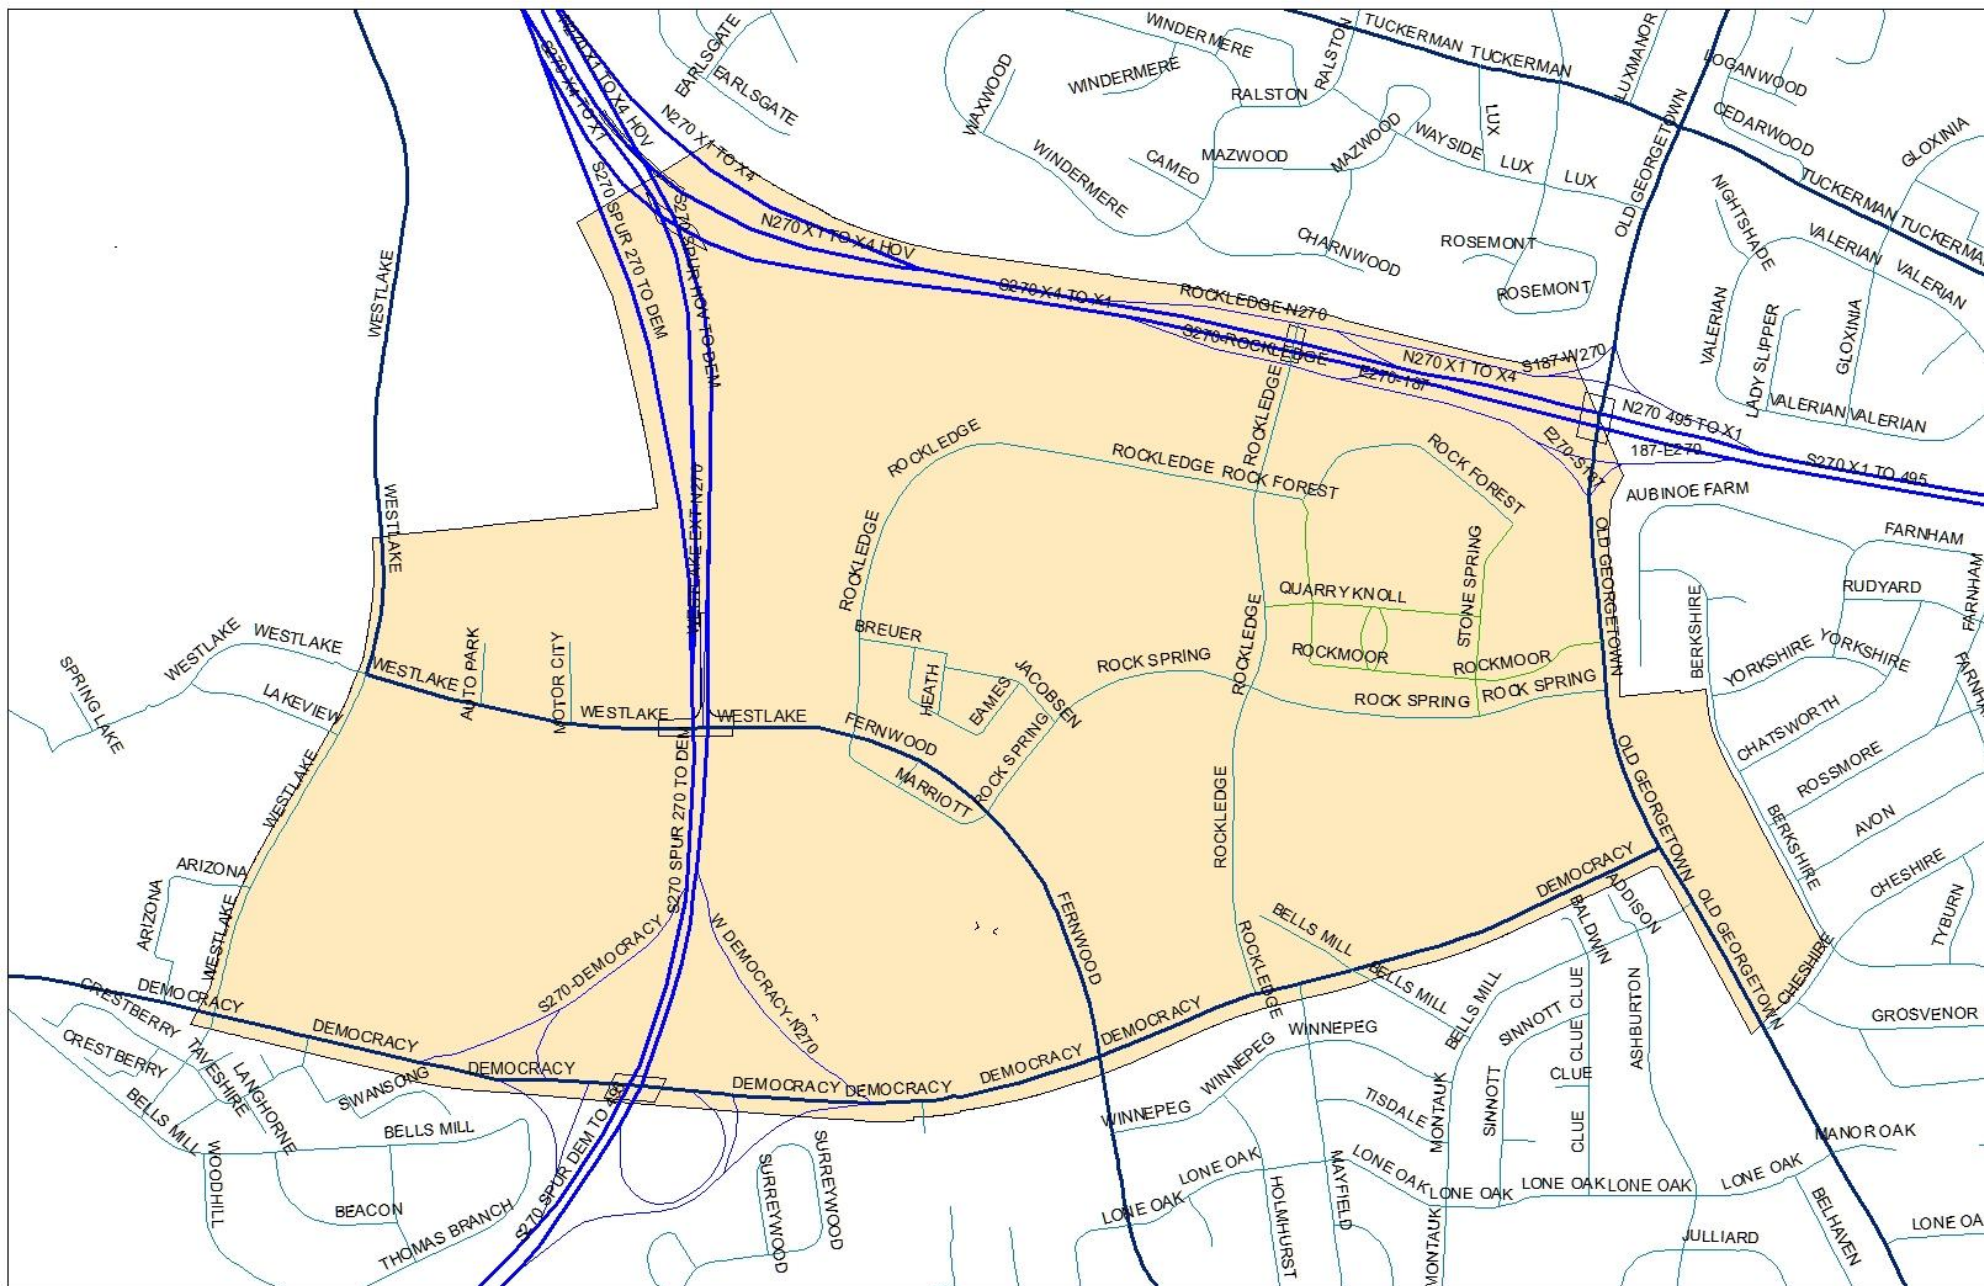 EARLSGATE
EARLSGATE
N270 X1 TO X4 HOV
S270 X4 TO X1
N270 X1 TO X4
WINDERMERE
WINDERMERE
RALSTON
RALSTON
TUCKERMAN
TUCKERMAN
LUXMANOR
LOGANWOOD
CEDARWOOD
GLOXINIA
WAXWOOD
WINDERMERE
CAMEO
MAZWOOD
MAZWOOD
WAYSIDE
LUX
LUX
LUX
OLD GEORGETOWN
TUCKERMAN
TUCKERMAN
NIGHTSHADE
VALERIAN
VALERIAN
CHARNWOOD
ROSEMONT
ROSEMONT
VALERIAN
LADY SLIPPER
GLOXINIA
VALERIAN
VALERIAN
WESTLAKE
S270 SPUR 270 TO DEM
S270 SPUR HOV TO DEM
N270 X1 TO X4 HOV
S270 X4 TO X1
ROCKLEDGE-N270
S270-ROCKLEDGE
N270 X1 TO X4
S187-W270
E270-187
N270 495 TO X1
187-E270
E270-S187
S270 X1 TO 495
AUBINOE FARM
FARNHAM
FARNHAM
RUDYARD
BERKSHIRE
YORKSHIRE
YORKSHIRE
CHATSWORTH
ROSSMORE
AVON
BERKSHIRE
CHESHIRE
TYBURN
CHESHIRE
GROSVENOR
ROCKLEDGE
ROCKLEDGE
ROCKLEDGE
ROCK FOREST
ROCK FOREST
ROCKLEDGE
QUARRY KNOLL
STONE SPRING
ROCKMOOR
ROCKMOOR
ROCK SPRING
ROCK SPRING
ROCK SPRING
ROCKLEDGE
ROCKLEDGE
ROCKLEDGE
OLD GEORGETOWN
OLD GEORGETOWN
OLD GEORGETOWN
WESTLAKE
WESTLAKE EXT-N270
BREUER
HEATH
EAMES
JACOBSEN
ROCK SPRING
FERNWOOD
MARRIOTT
WESTLAKE
WESTLAKE
SPRING LAKE
LAKEVIEW
WESTLAKE
AUTO PARK
MOTOR CITY
WESTLAKE
WESTLAKE
WESTLAKE
ARIZONA
ARIZONA
WESTLAKE
S270 SPUR 270 TO DEM
S270-DEMOCRACY
W DEMOCRACY-N270
FERNWOOD
BELLS MILL
BELLS MILL
DEMOCRACY
BALDWIN
ADDISON
DEMOCRACY
DEMOCRACY
DEMOCRACY
DEMOCRACY
DEMOCRACY
DEMOCRACY
DEMOCRACY
CRESTBERRY
CRESTBERRY
TAVESHIRE
LANGHORNE
SWANSONG
BELLS MILL
BELLS MILL
WOODHILL
BEACON
THOMAS BRANCH
S270 SPUR DEM TO 495
SURREYWOOD
SURREYWOOD
WINNEPEG
WINNEPEG
WINNEPEG
TISDALE
MONTAUK
MONTAUK
BELLS MILL
SINNOTT
SINNOTT
CLUE
CLUE
CLUE
CLUE
ASHBURTON
LONE OAK
LONE OAK
LONE OAK
LONE OAK
LONE OAK
LONE OAK
LONE OAK
HOLMHURST
MAYFIELD
MANOR OAK
BELHAVEN
JULLIARD